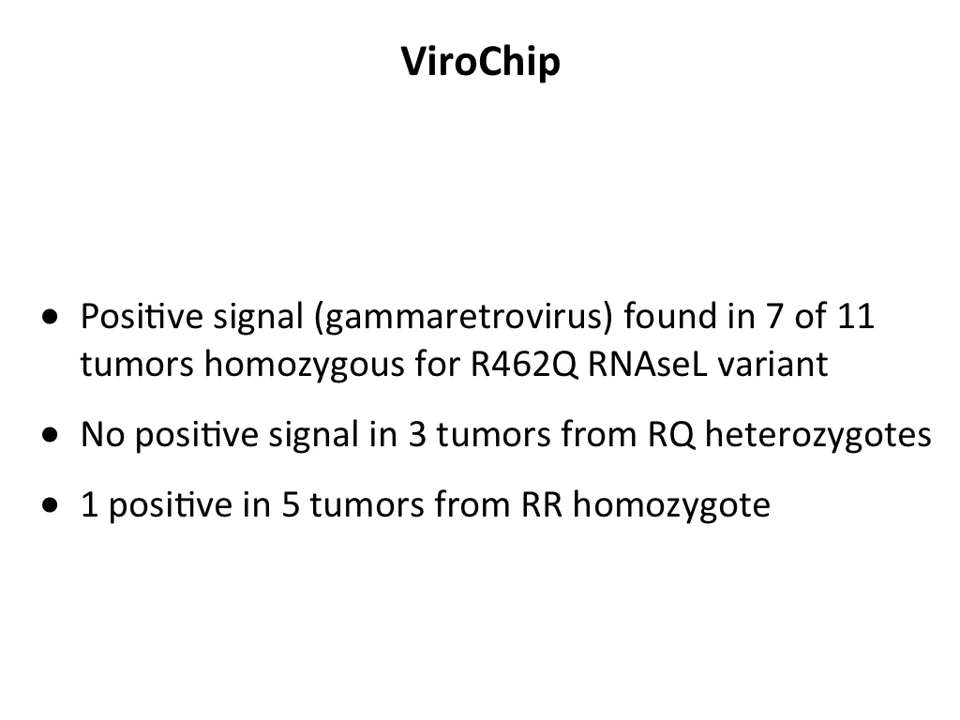 ViroChip
• Positive signal (gammaretrovirus) found in 7 of 11
tumors homozygous for R462Q RNAseL variant
• No positive signal in 3 tumors from RQ heterozygotes
• 1 positive in 5 tumors from RR homozygote